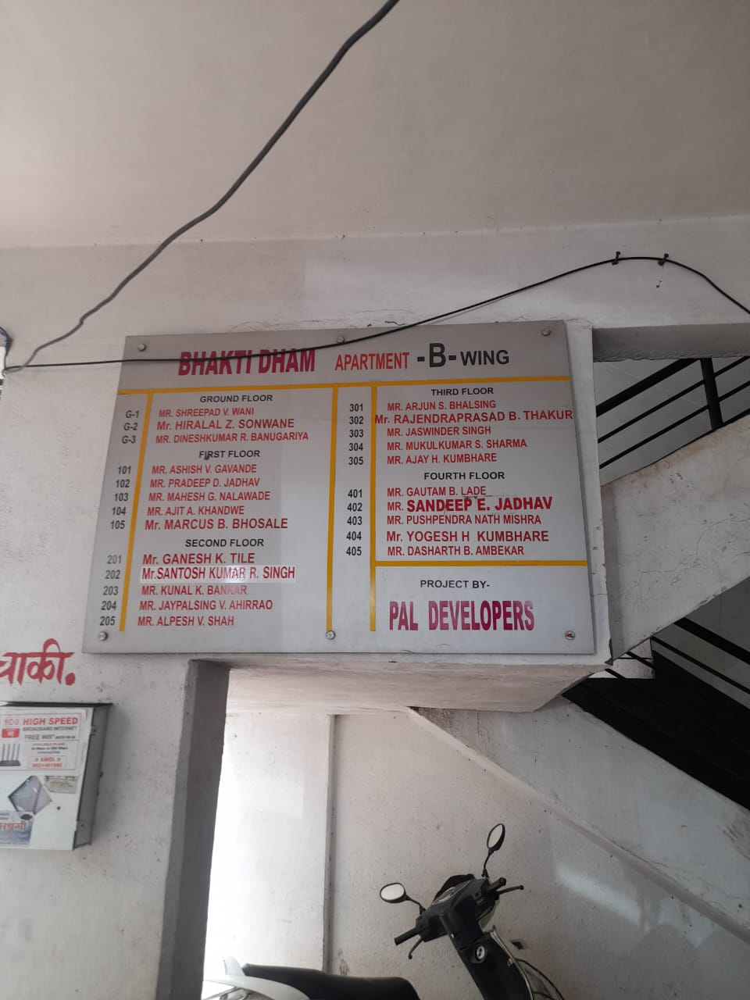 BHAKTI DHAM APARTMENT -B- WING
GROUND FLOOR
G-1 MR. SHREEPAD V. WANI
G-2 Mr. HIRALAL Z. SONWANE
G-3 MR. DINESHKUMAR R. BANUGARIYA
FIRST FLOOR
101 MR. ASHISH V. GAVANDE
102 MR. PRADEEP D. JADHAV
103 MR. MAHESH G. NALAWADE
104 MR. AJIT A. KHANDWE
105 Mr. MARCUS B. BHOSALE
SECOND FLOOR
201 Mr. GANESH K. TILE
202 Mr.SANTOSH KUMAR R. SINGH
203 MR. KUNAL K. BANKAR
204 MR. JAYPALSING V. AHIRRAO
205 MR. ALPESH V. SHAH
THIRD FLOOR
301 MR. ARJUN S. BHALSING
302 Mr. RAJENDRAPRASAD B. THAKUR
303 MR. JASWINDER SINGH
304 MR. MUKULKUMAR S. SHARMA
305 MR. AJAY H. KUMBHARE
FOURTH FLOOR
401 MR. GAUTAM B. LADE
402 MR. SANDEEP E. JADHAV
403 MR. PUSHPENDRA NATH MISHRA
404 Mr. YOGESH H KUMBHARE
405 MR. DASHARTH B. AMBEKAR
PROJECT BY-
PAL DEVELOPERS
चाकी.
YOU HIGH SPEED
BROADBAND INTERNET
FREE WiFi
AMOL